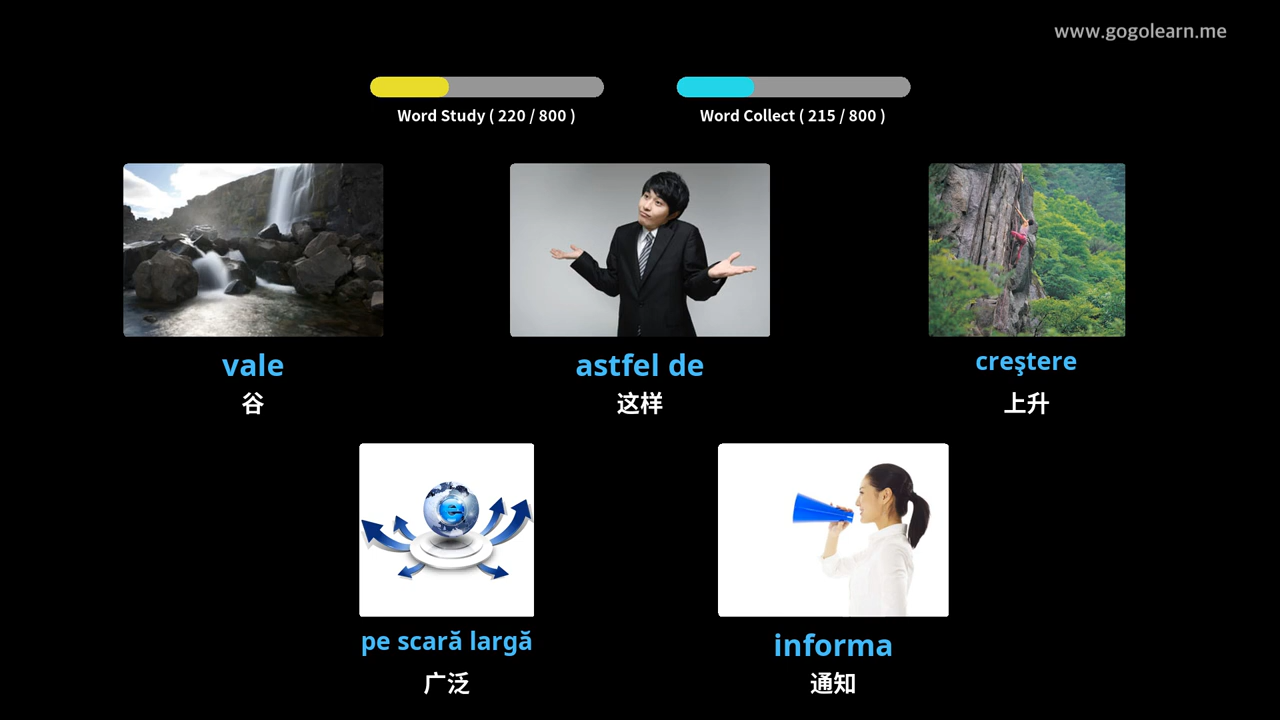 www.gogolearn.me
Word Study ( 220 / 800 )
Word Collect ( 215 / 800 )
vale
谷
astfel de
这样
creştere
上升
e
pe scară largă
广泛
informa
通知